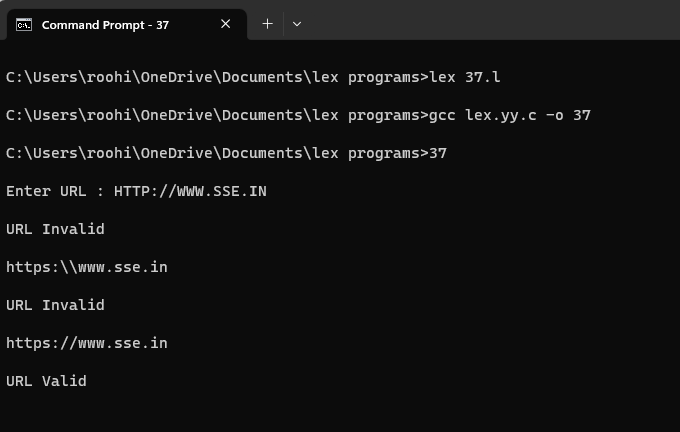 Command Prompt - 37
C:\Users\roohi\OneDrive\Documents\lex programs>lex 37.l
C:\Users\roohi\OneDrive\Documents\lex programs>gcc lex.yy.c -o 37
C:\Users\roohi\OneDrive\Documents\lex programs>37
Enter URL : HTTP://WWW.SSE.IN
URL Invalid
https:\\www.sse.in
URL Invalid
https://www.sse.in
URL Valid